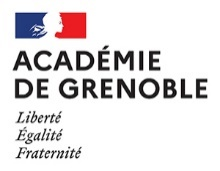 ACADÉMIE
DE GRENOBLE
Liberté
Égalité
Fraternité